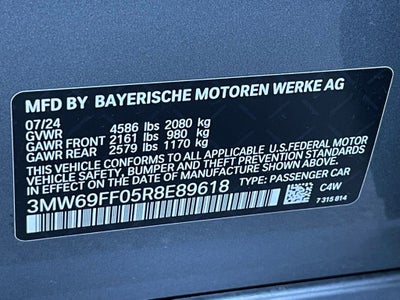 MFD BY BAYERISCHE MOTOREN WERKE AG
07/24
GVWR 4586 lbs 2080 kg
GAWR FRONT 2161 lbs 980 kg
GAWR REAR 2579 lbs 1170 kg
THIS VEHICLE CONFORMS TO ALL APPLICABLE U.S.FEDERAL MOTOR
VEHICLE SAFETY, BUMPER AND THEFT PREVENTION STANDARDS
IN EFFECT ON THE DATE OF MANUFACTURE SHOWN ABOVE.
3MW69FF05R8E89618 TYPE: PASSENGER CAR
C4W
7 315 814